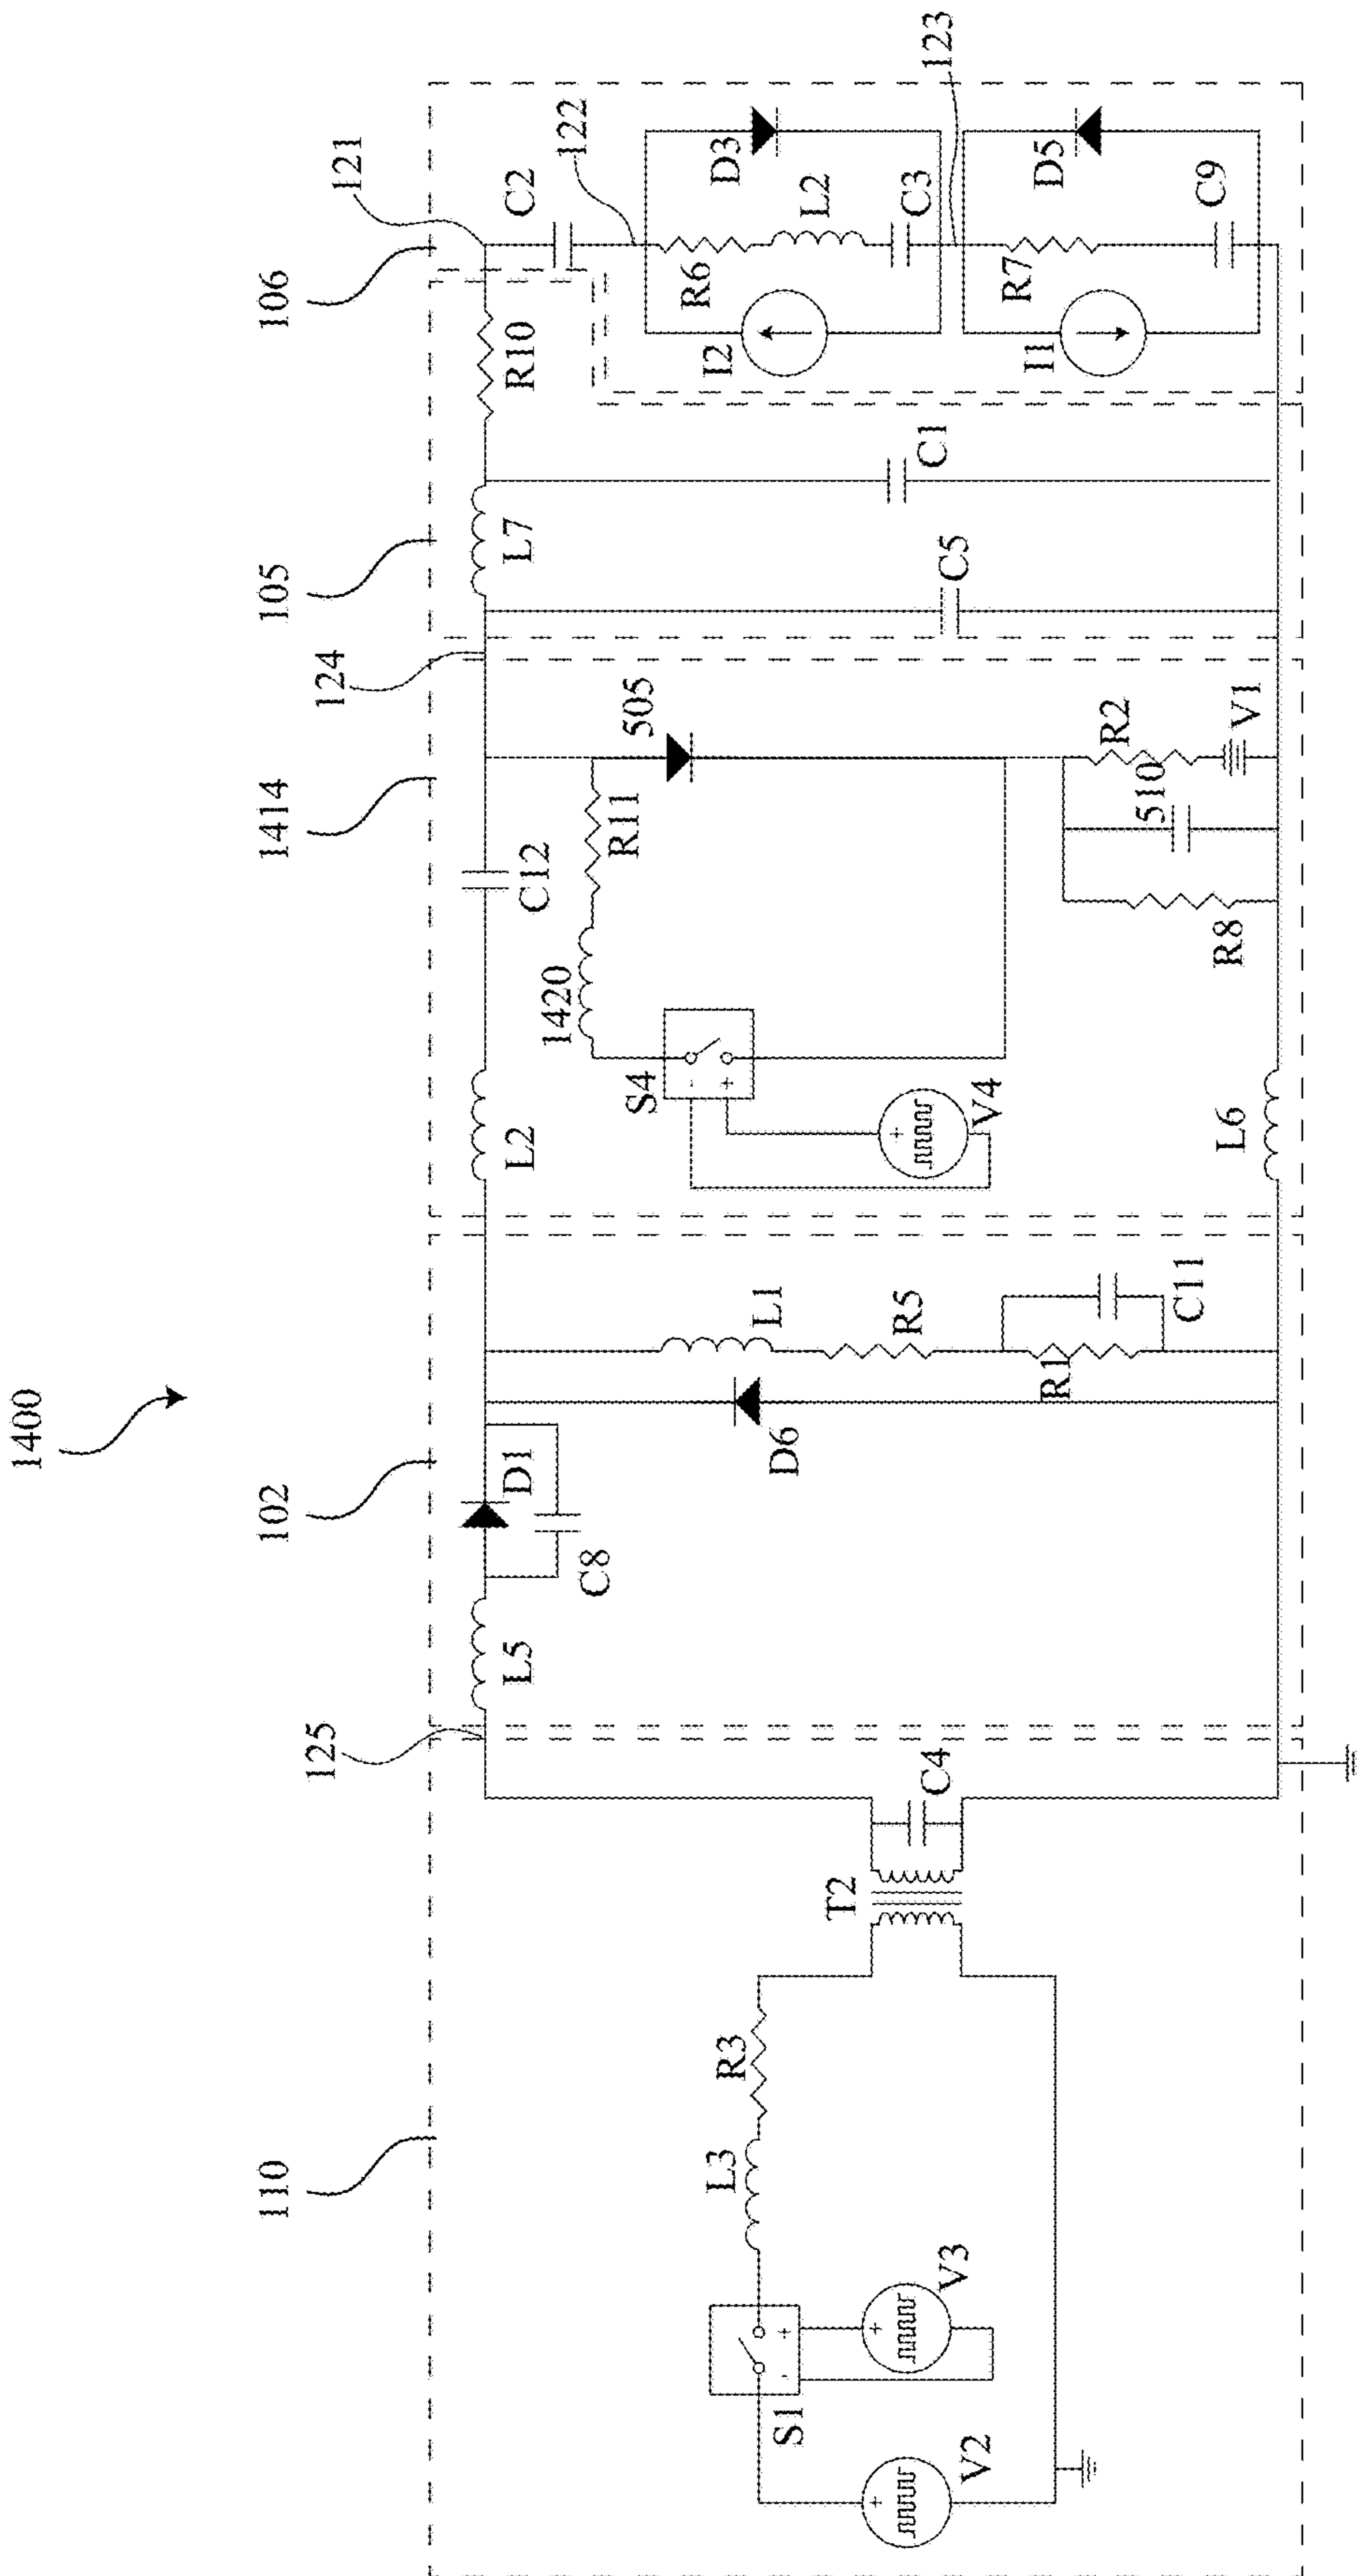 1400
110
102
1414
105
106
125
124
121
L5
D1
C8
L2
C12
L7
R10
C2
122
1420
R11
505
S4
V4
D6
L1
R5
R1
C11
L6
R8
510
R2
V1
C5
C1
R6
L2
C3
D3
I2
123
R7
C9
D5
I1
T2
C4
R3
L3
S1
V3
V2
+
-
+
+
-
+
+